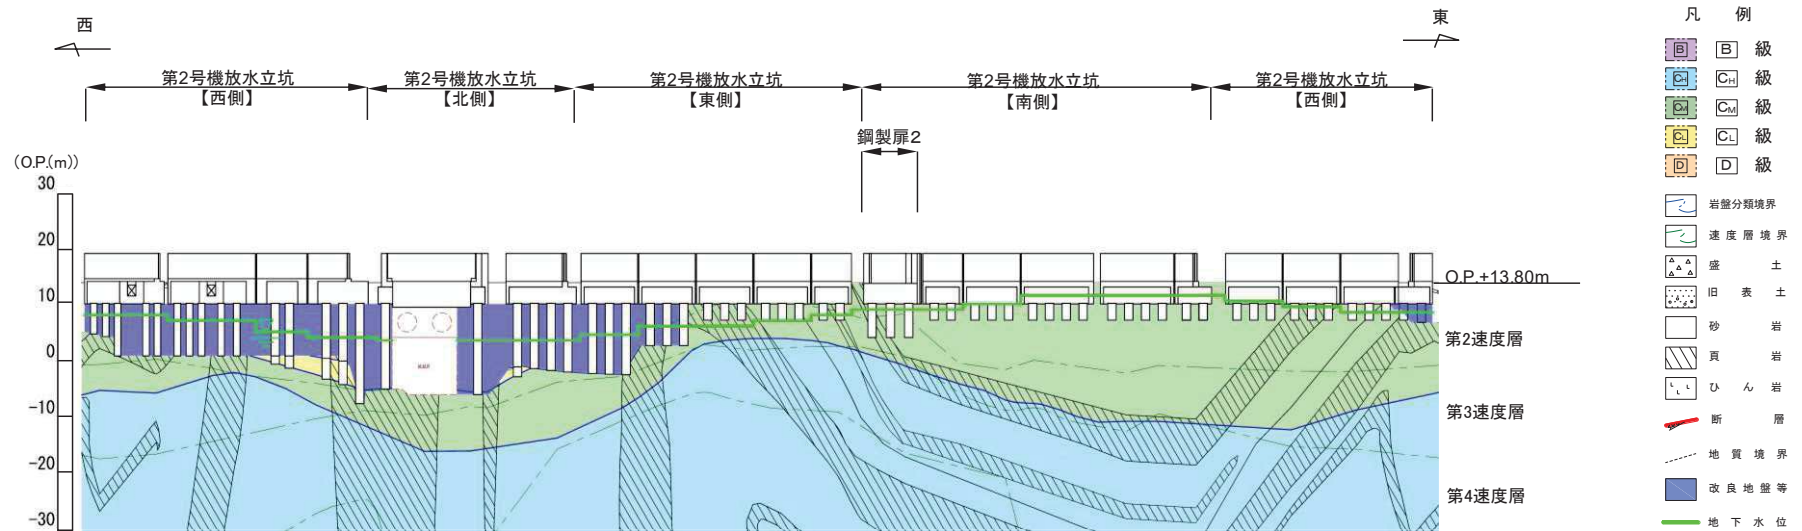 西
東
第2号機放水立坑
【西側】
第2号機放水立坑
【北側】
第2号機放水立坑
【東側】
第2号機放水立坑
【南側】
第2号機放水立坑
【西側】
鋼製扉2
(O.P.(m))
30
20
10
0
-10
-20
-30
O.P.+13.80m
第2速度層
第3速度層
第4速度層
凡 例
B B 級
CH CH 級
CM CM 級
CL CL 級
D D 級
岩盤分類境界
速度層境界
盛土
旧表土
砂岩
頁岩
ひん岩
断層
地質境界
改良地盤等
地下水位